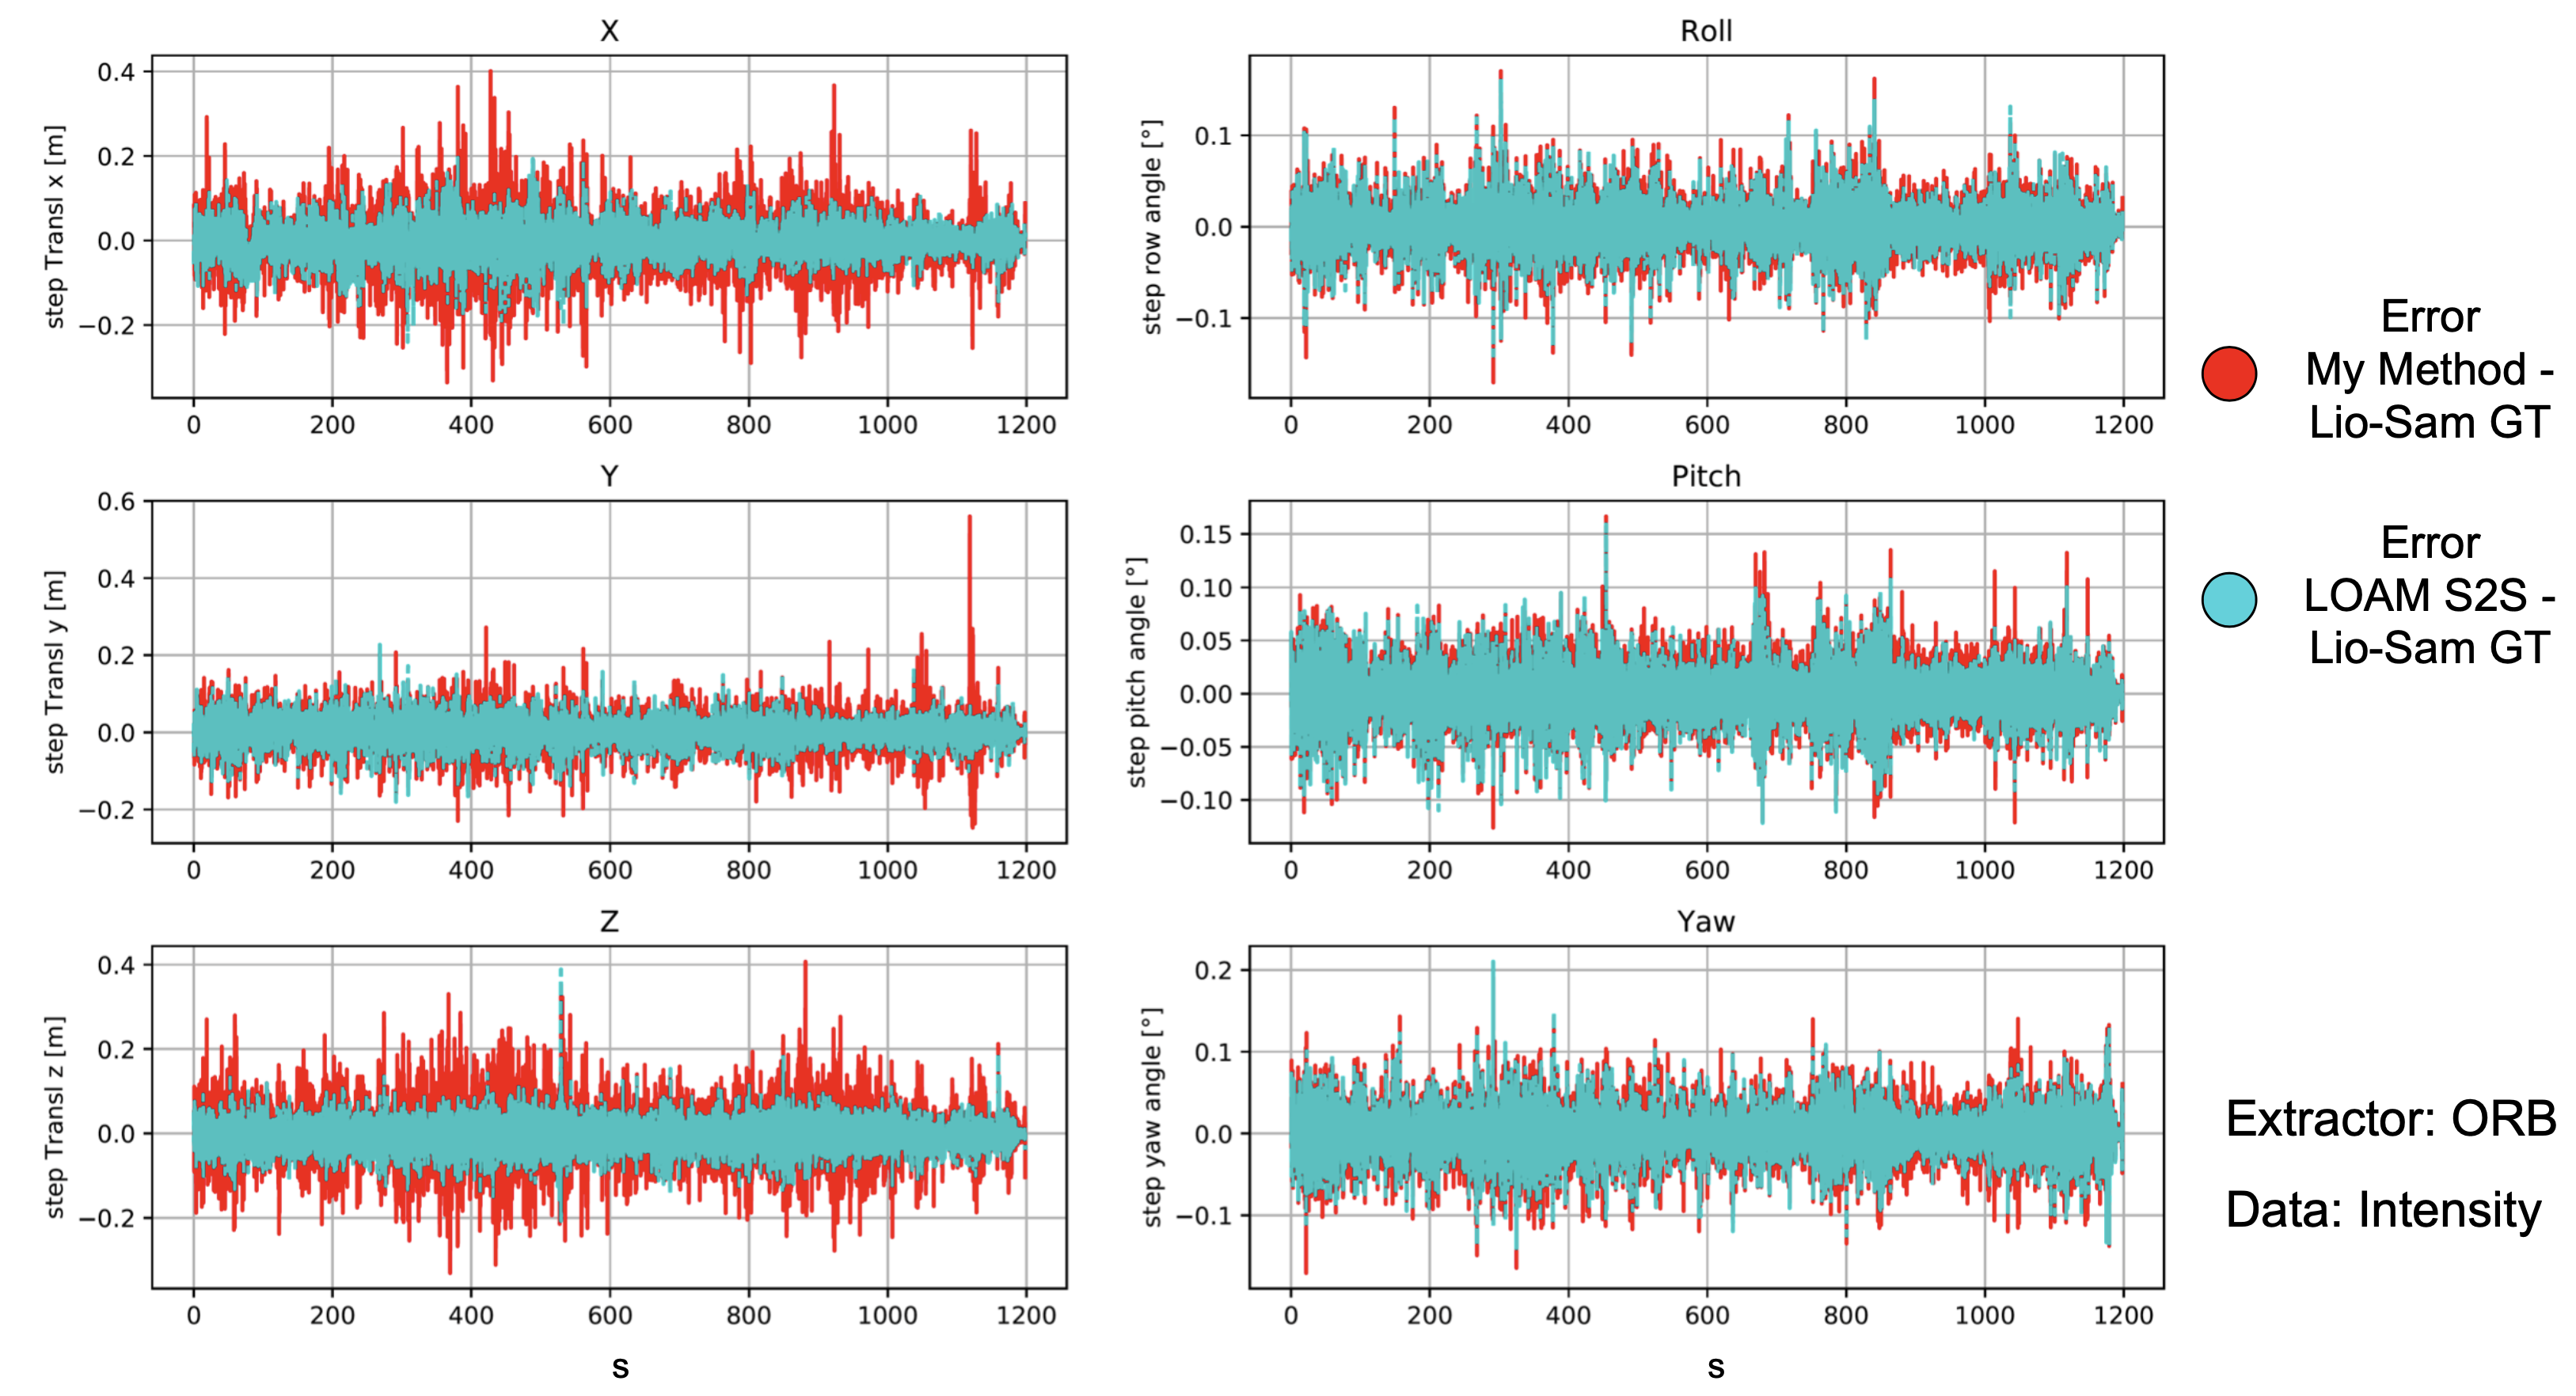 X
step Transl x [m]
0.4
0.2
0.0
−0.2
0 200 400 600 800 1000 1200
Roll
step row angle [°]
0.1
0.0
−0.1
0 200 400 600 800 1000 1200
Y
step Transl y [m]
0.6
0.4
0.2
0.0
−0.2
0 200 400 600 800 1000 1200
Pitch
step pitch angle [°]
0.15
0.10
0.05
0.00
−0.05
−0.10
0 200 400 600 800 1000 1200
Z
step Transl z [m]
0.4
0.2
0.0
−0.2
0 200 400 600 800 1000 1200
s
Yaw
step yaw angle [°]
0.2
0.1
0.0
−0.1
0 200 400 600 800 1000 1200
s
Error
My Method -
Lio-Sam GT
Error
LOAM S2S -
Lio-Sam GT
Extractor: ORB
Data: Intensity